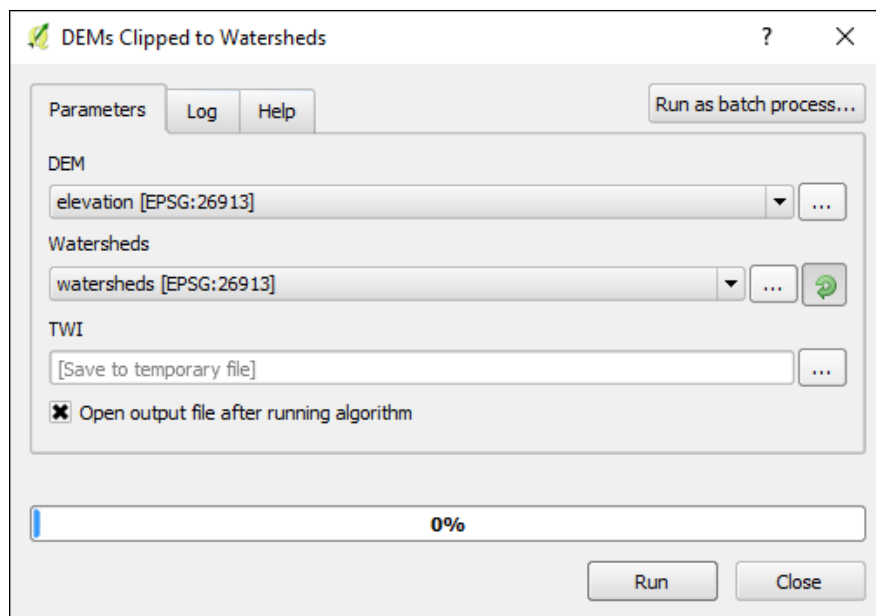 DEMs Clipped to Watersheds
?
Parameters
Log
Help
Run as batch process...
DEM
elevation [EPSG:26913]
...
Watersheds
watersheds [EPSG:26913]
...
TWI
[Save to temporary file]
...
Open output file after running algorithm
0%
Run
Close